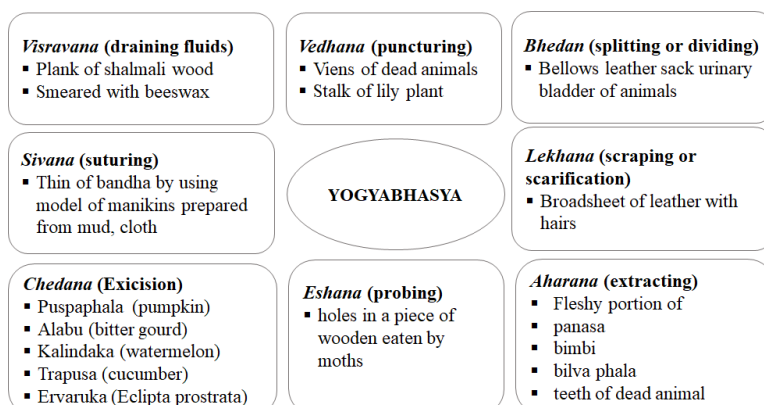 Visravana (draining fluids)
▪ Plank of shalmali wood
▪ Smeared with beeswax
Vedhana (puncturing)
▪ Viens of dead animals
▪ Stalk of lily plant
Bhedan (splitting or dividing)
▪ Bellows leather sack urinary
bladder of animals
Sivana (suturing)
▪ Thin of bandha by using
model of manikins prepared
from mud, cloth
YOGYABHASYA
Lekhana (scraping or
scarification)
▪ Broadsheet of leather with
hairs
Chedana (Exicision)
▪ Puspaphala (pumpkin)
▪ Alabu (bitter gourd)
▪ Kalindaka (watermelon)
▪ Trapusa (cucumber)
▪ Ervaruka (Eclipta prostrata)
Eshana (probing)
▪ holes in a piece of
wooden eaten by
moths
Aharana (extracting)
▪ Fleshy portion of
▪ panasa
▪ bimbi
▪ bilva phala
▪ teeth of dead animal